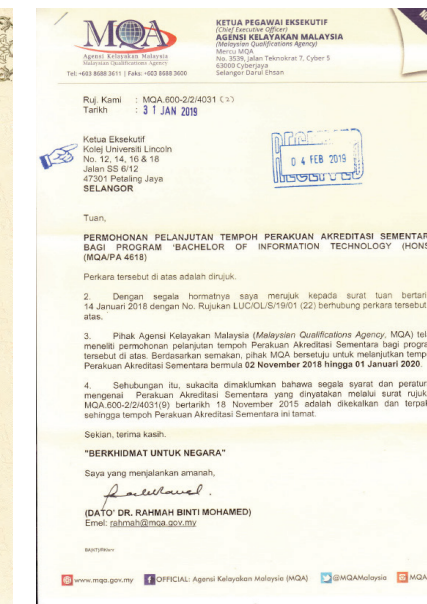 MQA
Agensi Kelayakan Malaysia
Malaysian Qualifications Agency
Tel: +603 8688 3611 | Faks: +603 8688 3600
KETUA PEGAWAI EKSEKUTIF
(Chief Executive Officer)
AGENSI KELAYAKAN MALAYSIA
(Malaysian Qualifications Agency)
Mercu MQA
No. 3539, Jalan Teknokrat 7, Cyber 5
63000 Cyberjaya
Selangor Darul Ehsan
Ruj. Kami : MQA.600-2/2/4031
Tarikh : 31 JAN 2019
Ketua Eksekutif
Kolej Universiti Lincoln
No. 12, 14, 16 & 18
Jalan SS 6/12
47301 Petaling Jaya
SELANGOR
04 FEB 2019
Tuan,
PERMOHONAN PELANJUTAN TEMPOH PERAKUAN AKREDITASI SEMENTAR
BAGI PROGRAM 'BACHELOR OF INFORMATION TECHNOLOGY (HONS
(MQA/PA 4618)
Perkara tersebut di atas adalah dirujuk.
2. Dengan segala hormatnya saya merujuk kepada surat tuan bertari
14 Januari 2018 dengan No. Rujukan LUC/OL/S/19/01 (22) berhubung perkara tersebut
atas.
3. Pihak Agensi Kelayakan Malaysia (Malaysian Qualifications Agency, MQA) tela
meneliti permohonan pelanjutan tempoh Perakuan Akreditasi Sementara bagi progra
tersebut di atas. Berdasarkan semakan, pihak MQA bersetuju untuk melanjutkan temp
Perakuan Akreditasi Sementara bermula 02 November 2018 hingga 01 Januari 2020.
4. Sehubungan itu, sukacita dimaklumkan bahawa segala syarat dan peratura
mengenai Perakuan Akreditasi Sementara yang dinyatakan melalui surat rujuk
MQA.600-2/2/4031(9) bertarikh 18 November 2015 adalah dikekalkan dan terpak
sehingga tempoh Perakuan Akreditasi Sementara ini tamat.
Sekian, terima kasih.
"BERKHIDMAT UNTUK NEGARA"
Saya yang menjalankan amanah,
(DATO' DR. RAHMAH BINTI MOHAMED)
Emel: rahmah@mqa.gov.my
www.mqa.gov.my
OFFICIAL: Agensi Kelayakan Malaysia (MQA)
@MQAMalaysia
MQA